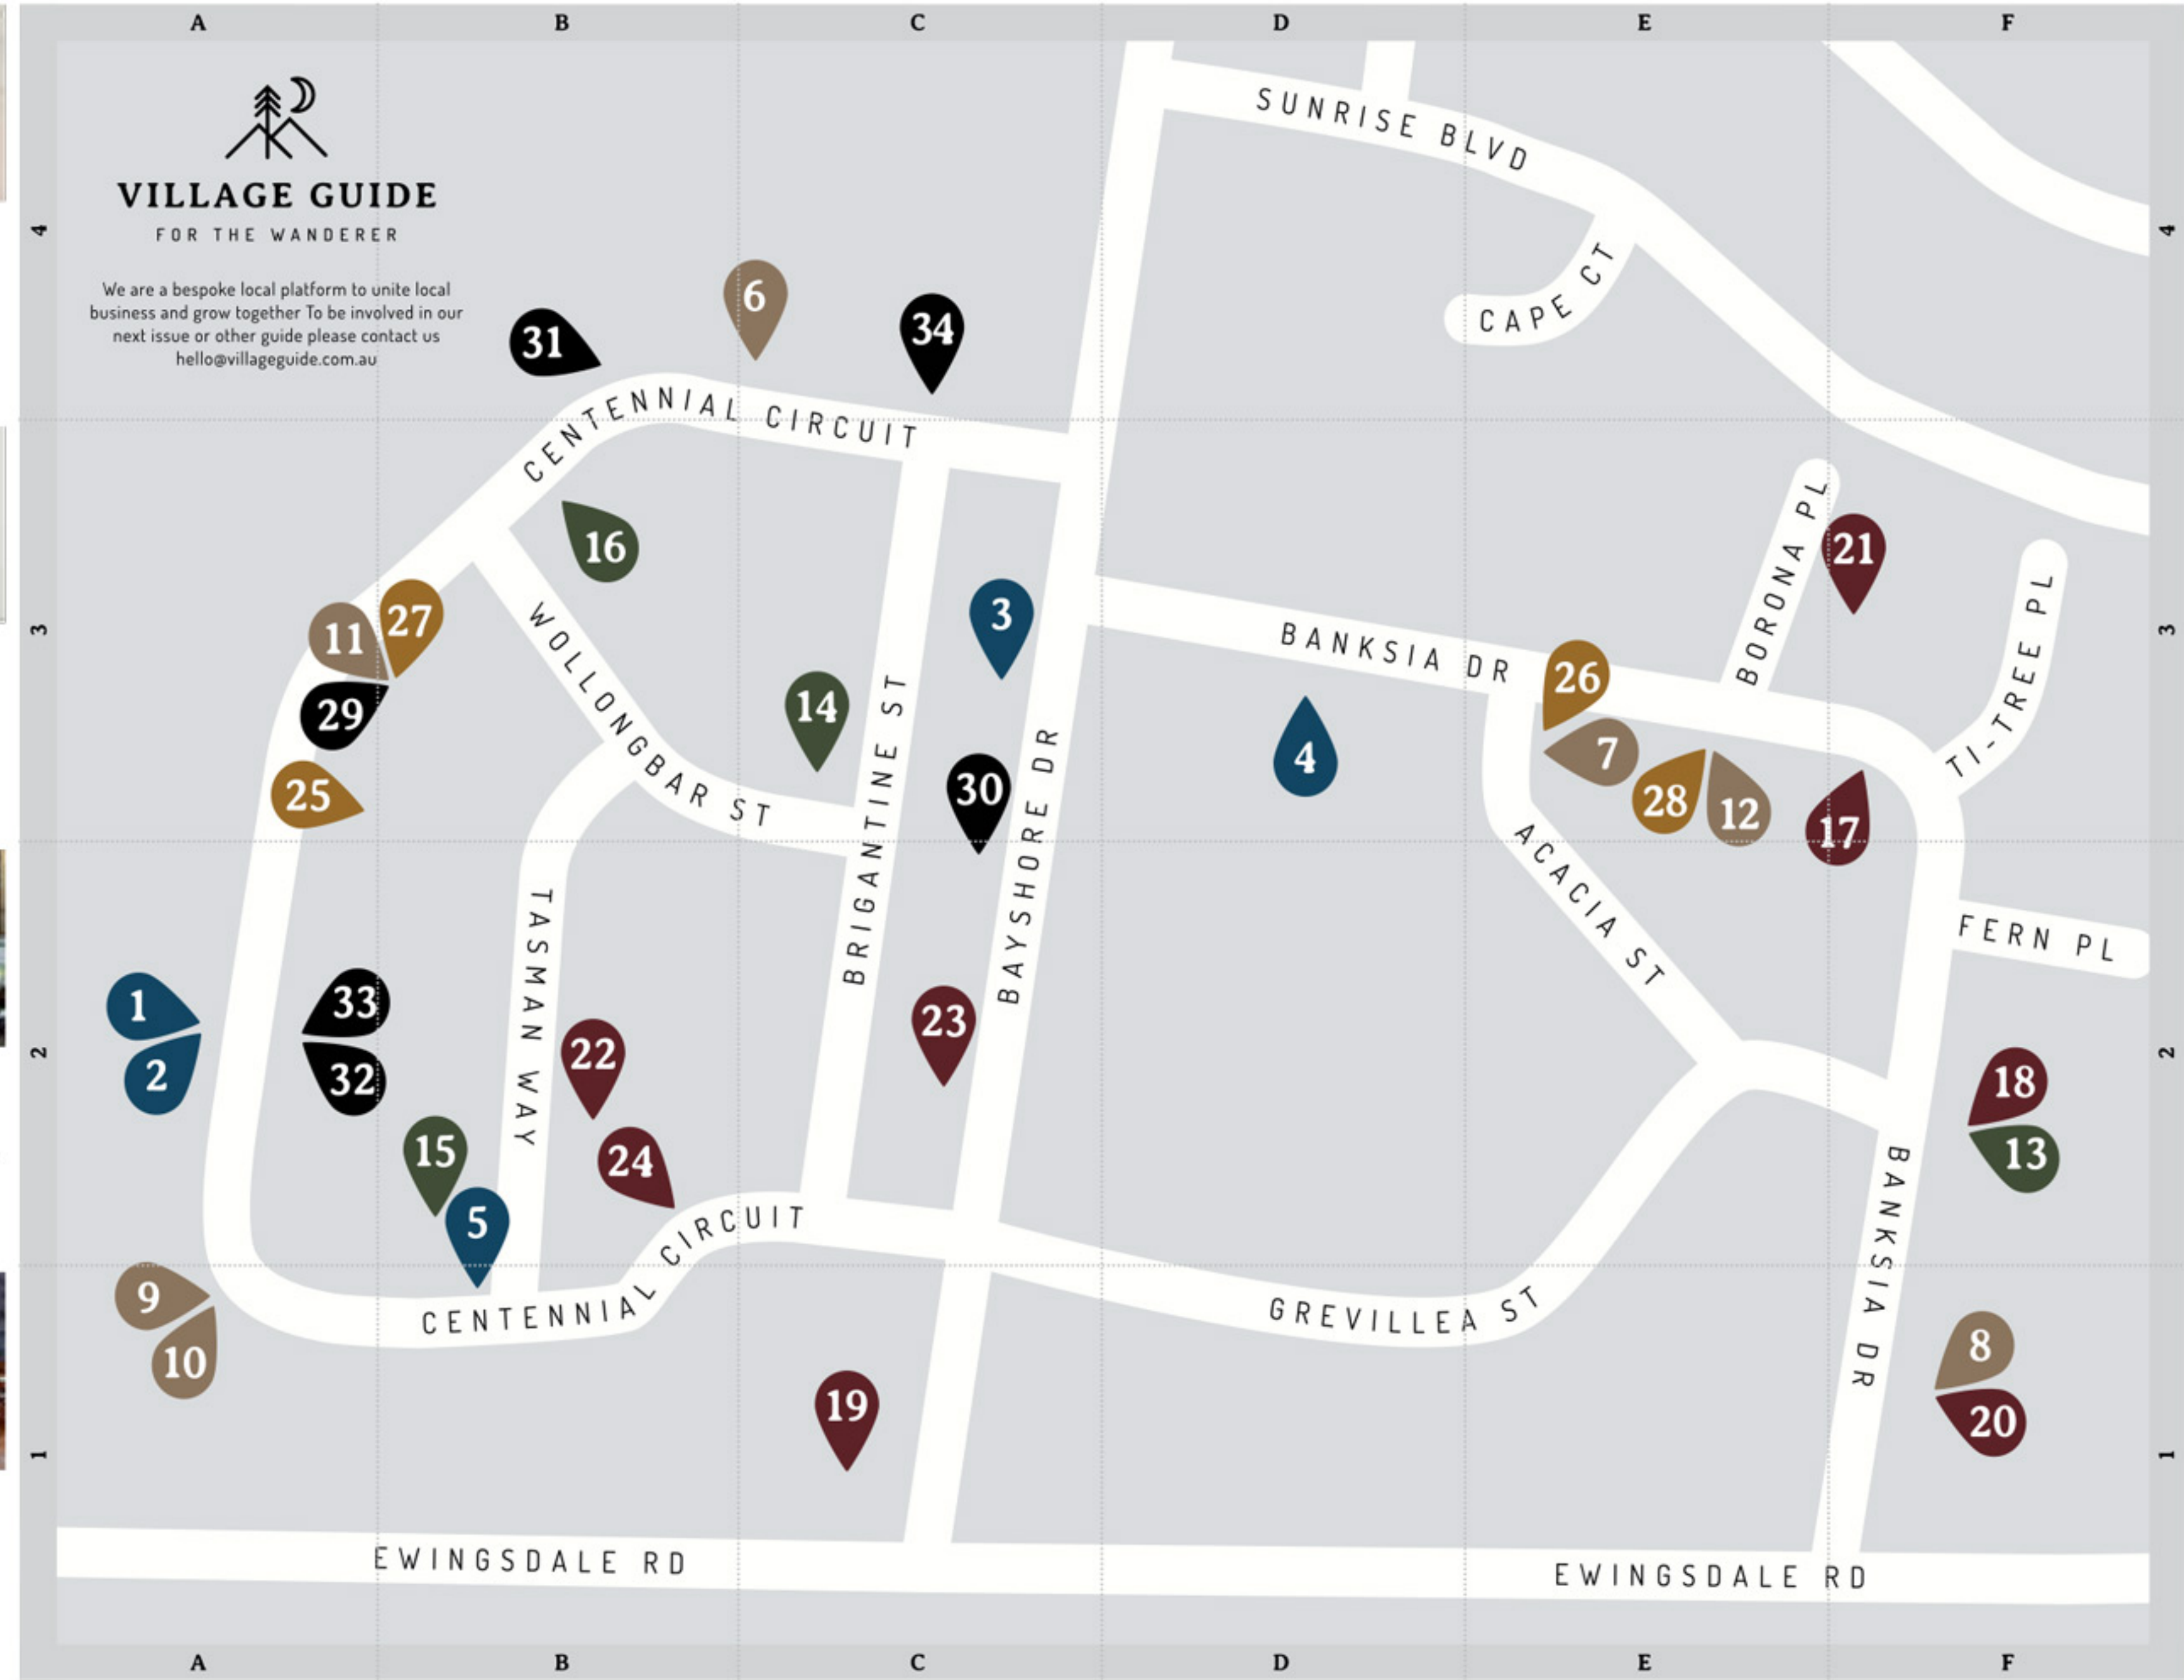 A B C D E F
VILLAGE GUIDE
FOR THE WANDERER
We are a bespoke local platform to unite local
business and grow together To be involved in our
next issue or other guide please contact us
hello@villageguide.com.au
SUNRISE BLVD
4
4
CAPE CT
6
31
34
CENTENNIAL CIRCUIT
BORONA PL
16
21
TI-TREE PL
3
3
11
27
3
WOLLONGBAR ST
BANKSIA DR
26
29
14
7
4
25
30
28
12
17
BRIGANTINE ST
BAYSHORE DR
ACACIA ST
FERN PL
TASMAN WAY
1
33
2
2
2
32
22
23
18
13
15
24
5
CENTENNIAL CIRCUIT
BANKSIA DR
9
10
GREVILLEA ST
8
19
20
1
1
EWINGSDALE RD
EWINGSDALE RD
A B C D E F